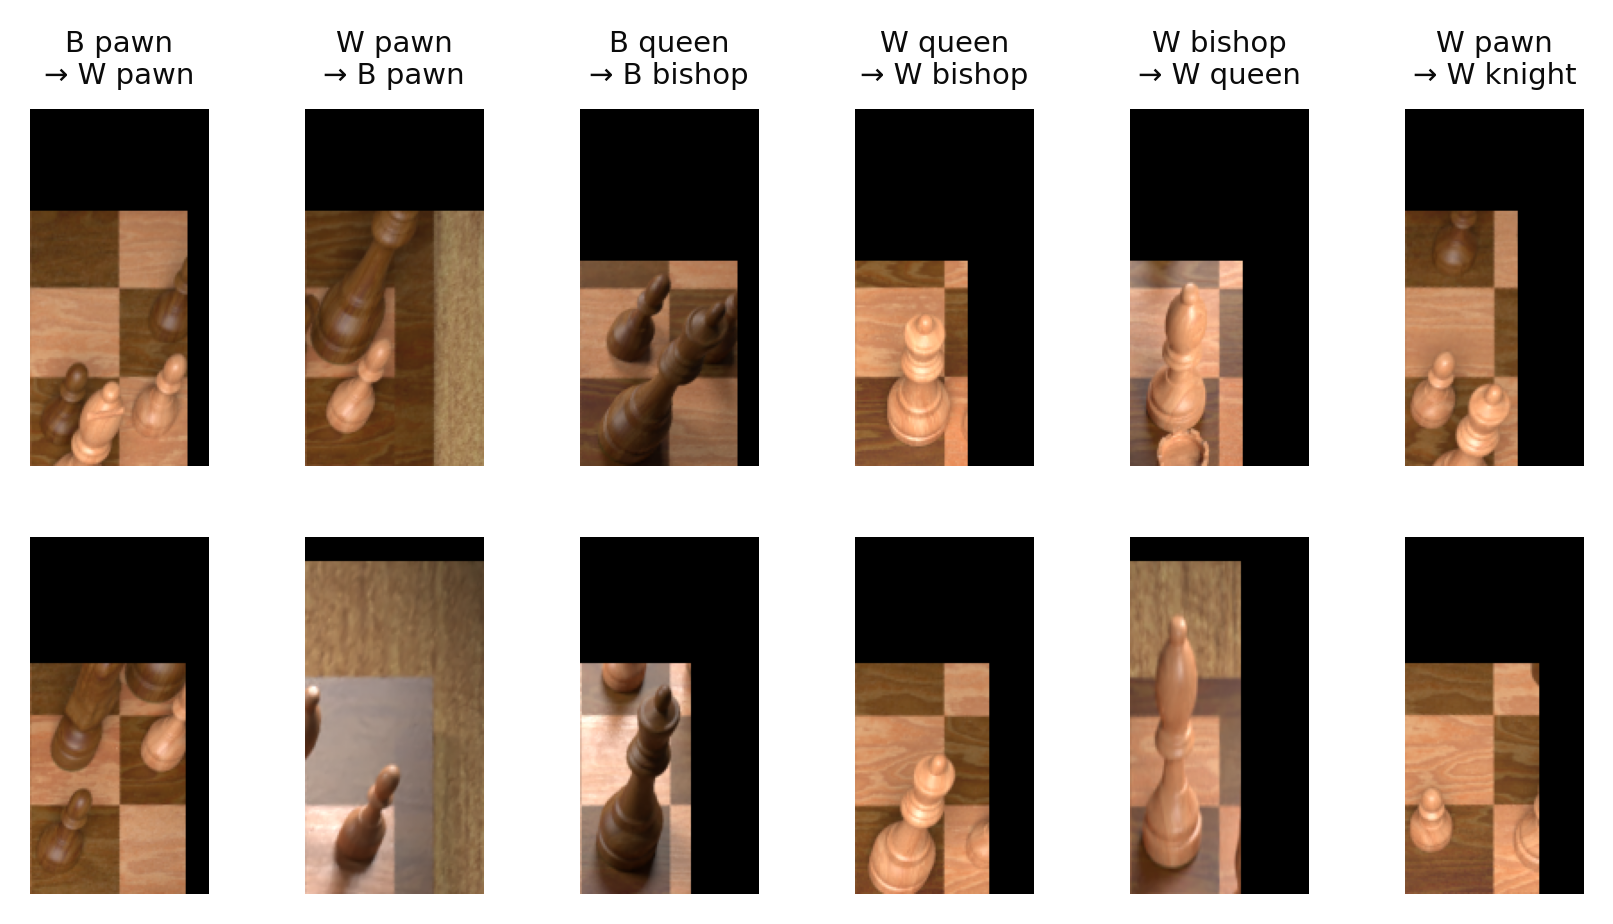 B pawn
→ W pawn
W pawn
→ B pawn
B queen
→ B bishop
W queen
→ W bishop
W bishop
→ W queen
W pawn
→ W knight